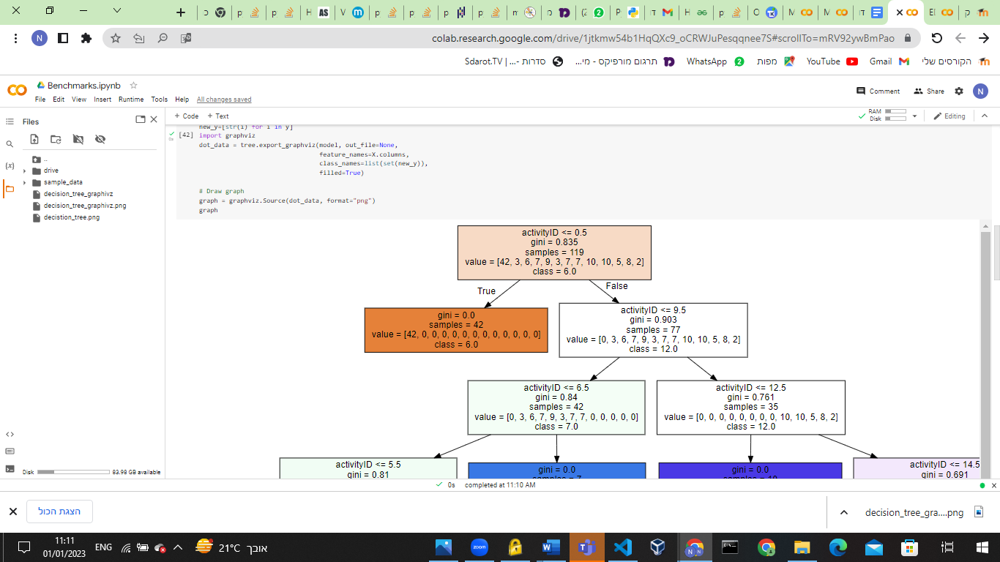 colab.research.google.com/drive/1jtkmw54b1HqQXc9_oCRWJuPesqqnee7S#scrollTo=mRV92ywBmPao
הקורסים שלי
Gmail
YouTube
מפות
WhatsApp
תרגום מורפיקס - מי...
סדרות -... | Sdarot.TV
Benchmarks.ipynb
File Edit View Insert Runtime Tools Help All changes saved
Comment Share N
Files
+ Code + Text
RAM
Disk
Editing
..
drive
sample_data
decision_tree_graphivz
decision_tree_graphivz.png
decistion_tree.png
Disk 83.98 GB available
new_y=[str(i) for i in y]
[42] import graphviz
dot_data = tree.export_graphviz(model, out_file=None,
feature_names=X.columns,
class_names=list(set(new_y)),
filled=True)
# Draw graph
graph = graphviz.Source(dot_data, format="png")
graph
activityID <= 0.5
gini = 0.835
samples = 119
value = [42, 3, 6, 7, 9, 3, 7, 7, 10, 10, 5, 8, 2]
class = 6.0
True
False
gini = 0.0
samples = 42
value = [42, 0, 0, 0, 0, 0, 0, 0, 0, 0, 0, 0, 0]
class = 6.0
activityID <= 9.5
gini = 0.903
samples = 77
value = [0, 3, 6, 7, 9, 3, 7, 7, 10, 10, 5, 8, 2]
class = 12.0
activityID <= 6.5
gini = 0.84
samples = 42
value = [0, 3, 6, 7, 9, 3, 7, 7, 0, 0, 0, 0, 0]
class = 7.0
activityID <= 12.5
gini = 0.761
samples = 35
value = [0, 0, 0, 0, 0, 0, 0, 0, 10, 10, 5, 8, 2]
class = 12.0
activityID <= 5.5
gini = 0.81
gini = 0.0
samples = 7
gini = 0.0
samples = 10
activityID <= 14.5
gini = 0.691
0s completed at 11:10 AM
הצגת הכול
decision_tree_gra....png
11:11
01/01/2023
ENG
21°C אובך
zoom